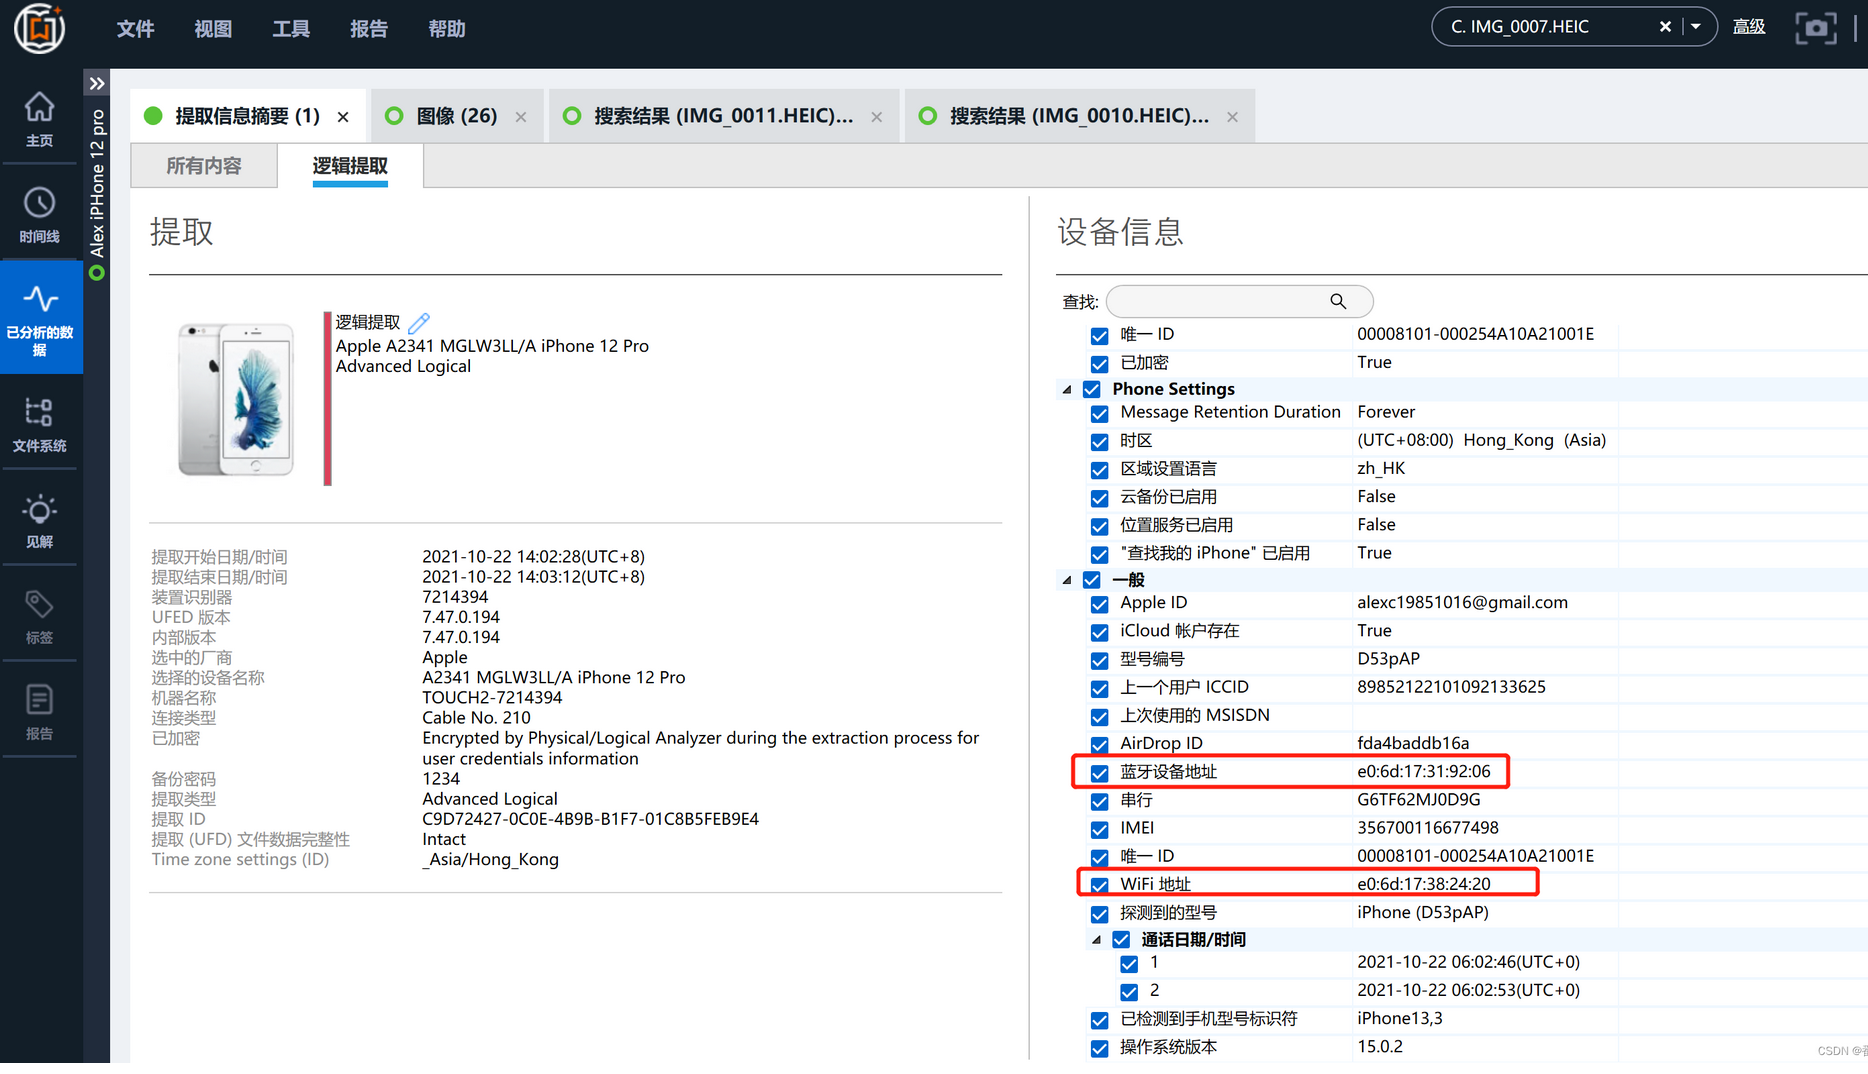 文件 视图 工具 报告 帮助 C. IMG_0007.HEIC 高级
主页
时间线
已分析的数
据
文件系统
见解
标签
报告
Alex iPHone 12 pro
提取信息摘要 (1) 图像 (26) 搜索结果 (IMG_0011.HEIC)... 搜索结果 (IMG_0010.HEIC)...
所有内容 逻辑提取
提取
逻辑提取
Apple A2341 MGLW3LL/A iPhone 12 Pro
Advanced Logical
提取开始日期/时间 2021-10-22 14:02:28(UTC+8)
提取结束日期/时间 2021-10-22 14:03:12(UTC+8)
装置识别器 7214394
UFED 版本 7.47.0.194
内部版本 7.47.0.194
选中的厂商 Apple
选择的设备名称 A2341 MGLW3LL/A iPhone 12 Pro
机器名称 TOUCH2-7214394
连接类型 Cable No. 210
已加密 Encrypted by Physical/Logical Analyzer during the extraction process for
user credentials information
备份密码 1234
提取类型 Advanced Logical
提取 ID C9D72427-0C0E-4B9B-B1F7-01C8B5FEB9E4
提取 (UFD) 文件数据完整性 Intact
Time zone settings (ID) _Asia/Hong_Kong
设备信息
查找:
唯一 ID 00008101-000254A10A21001E
已加密 True
Phone Settings
Message Retention Duration Forever
时区 (UTC+08:00) Hong_Kong (Asia)
区域设置语言 zh_HK
云备份已启用 False
位置服务已启用 False
"查找我的 iPhone" 已启用 True
一般
Apple ID alexc19851016@gmail.com
iCloud 帐户存在 True
型号编号 D53pAP
上一个用户 ICCID 89852122101092133625
上次使用的 MSISDN
AirDrop ID fda4baddb16a
蓝牙设备地址 e0:6d:17:31:92:06
串行 G6TF62MJ0D9G
IMEI 356700116677498
唯一 ID 00008101-000254A10A21001E
WiFi 地址 e0:6d:17:38:24:20
探测到的型号 iPhone (D53pAP)
通话日期/时间
1 2021-10-22 06:02:46(UTC+0)
2 2021-10-22 06:02:53(UTC+0)
已检测到手机型号标识符 iPhone13,3
操作系统版本 15.0.2
CSDN